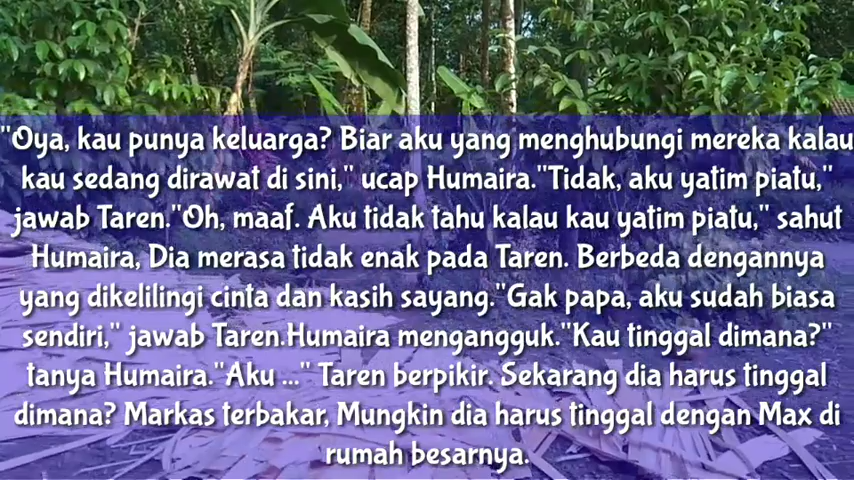 "Oya, kau punya keluarga? Biar aku yang menghubungi mereka kalau
kau sedang dirawat di sini," ucap Humaira."Tidak, aku yatim piatu,"
jawab Taren."Oh, maaf. Aku tidak tahu kalau kau yatim piatu," sahut
Humaira, Dia merasa tidak enak pada Taren. Berbeda dengannya
yang dikelilingi cinta dan kasih sayang."Gak papa, aku sudah biasa
sendiri," jawab Taren.Humaira mengangguk."Kau tinggal dimana?"
tanya Humaira."Aku ..." Taren berpikir. Sekarang dia harus tinggal
dimana? Markas terbakar, Mungkin dia harus tinggal dengan Max di
rumah besarnya.